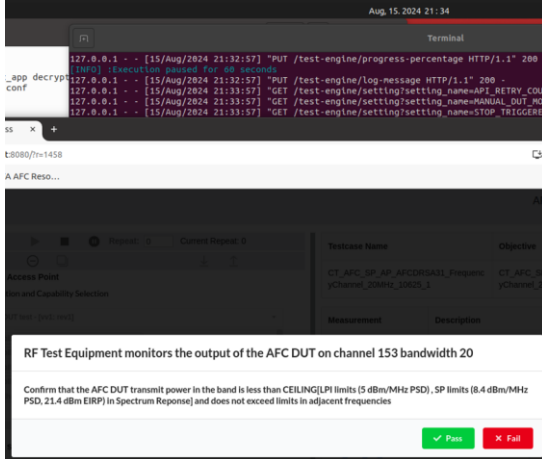 Aug, 15. 2024 21 : 34
Terminal
127.0.0.1 - - [15/Aug/2024 21:32:57] "PUT /test-engine/progress-percentage HTTP/1.1" 200
[INFO] :Execution paused for 60 seconds
_app decrypt
127.0.0.1 - - [15/Aug/2024 21:32:57] "PUT /test-engine/log-message HTTP/1.1" 200 -
conf
127.0.0.1 - - [15/Aug/2024 21:33:57] "GET /test-engine/setting?setting_name=API_RETRY_COU
127.0.0.1 - - [15/Aug/2024 21:33:57] "GET /test-engine/setting?setting_name=MANUAL_DUT_MO
127.0.0.1 - - [15/Aug/2024 21:33:57] "GET /test-engine/setting?setting_name=STOP_TRIGGERE
ss × +
t:8080/?r=1458
A AFC Reso...
Repeat: 0 Current Repeat: 0
Testcase Name Objective
Access Point
CT_AFC_SP_AP_AFCDRSA31_Frequenc
yChannel_20MHz_10625_1
CT_AFC_S
yChannel_2
tion and Capability Selection
Measurement Description
RF Test Equipment monitors the output of the AFC DUT on channel 153 bandwidth 20
Confirm that the AFC DUT transmit power in the band is less than CEILING[LPI limits (5 dBm/MHz PSD) , SP limits (8.4 dBm/MHz
PSD, 21.4 dBm EIRP) in Spectrum Reponse] and does not exceed limits in adjacent frequencies
Pass Fail